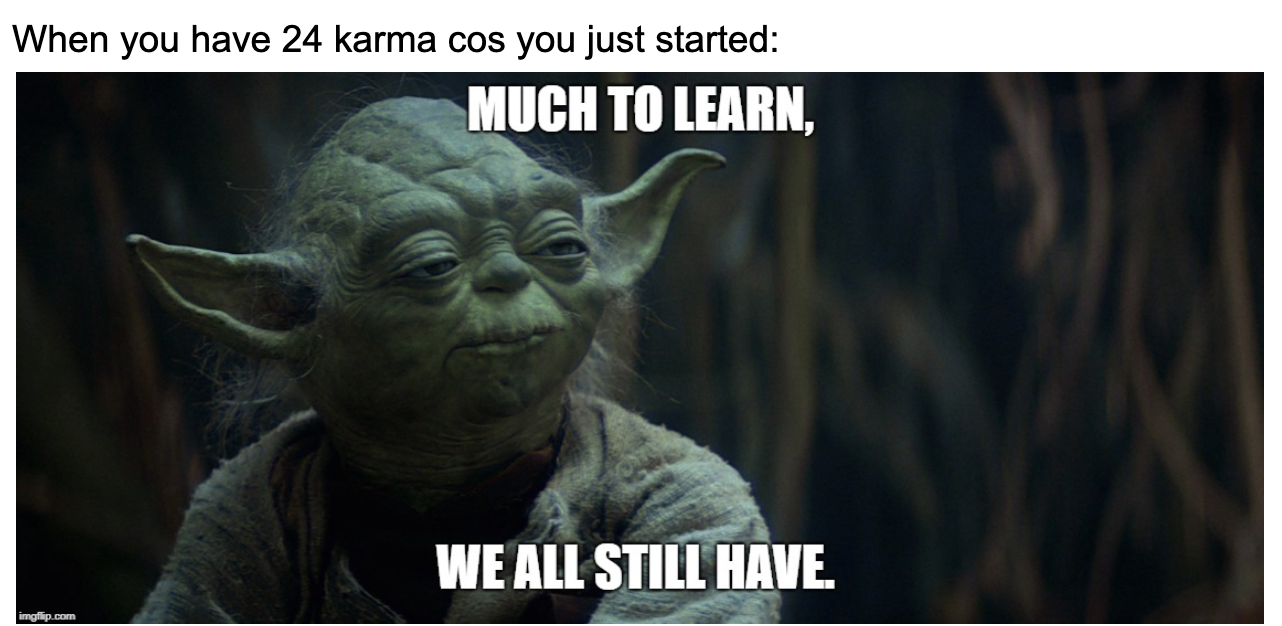 When you have 24 karma cos you just started:
MUCH TO LEARN,
WE ALL STILL HAVE.
imgflip.com